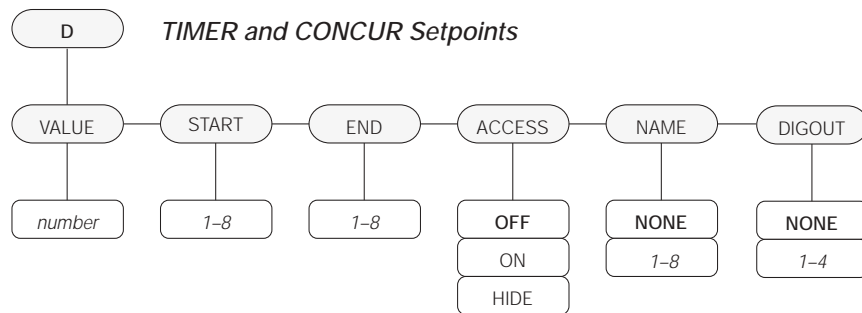 D
TIMER and CONCUR Setpoints
VALUE START END ACCESS NAME DIGOUT
number 1–8 1–8 OFF NONE NONE
ON 1–8 1–4
HIDE